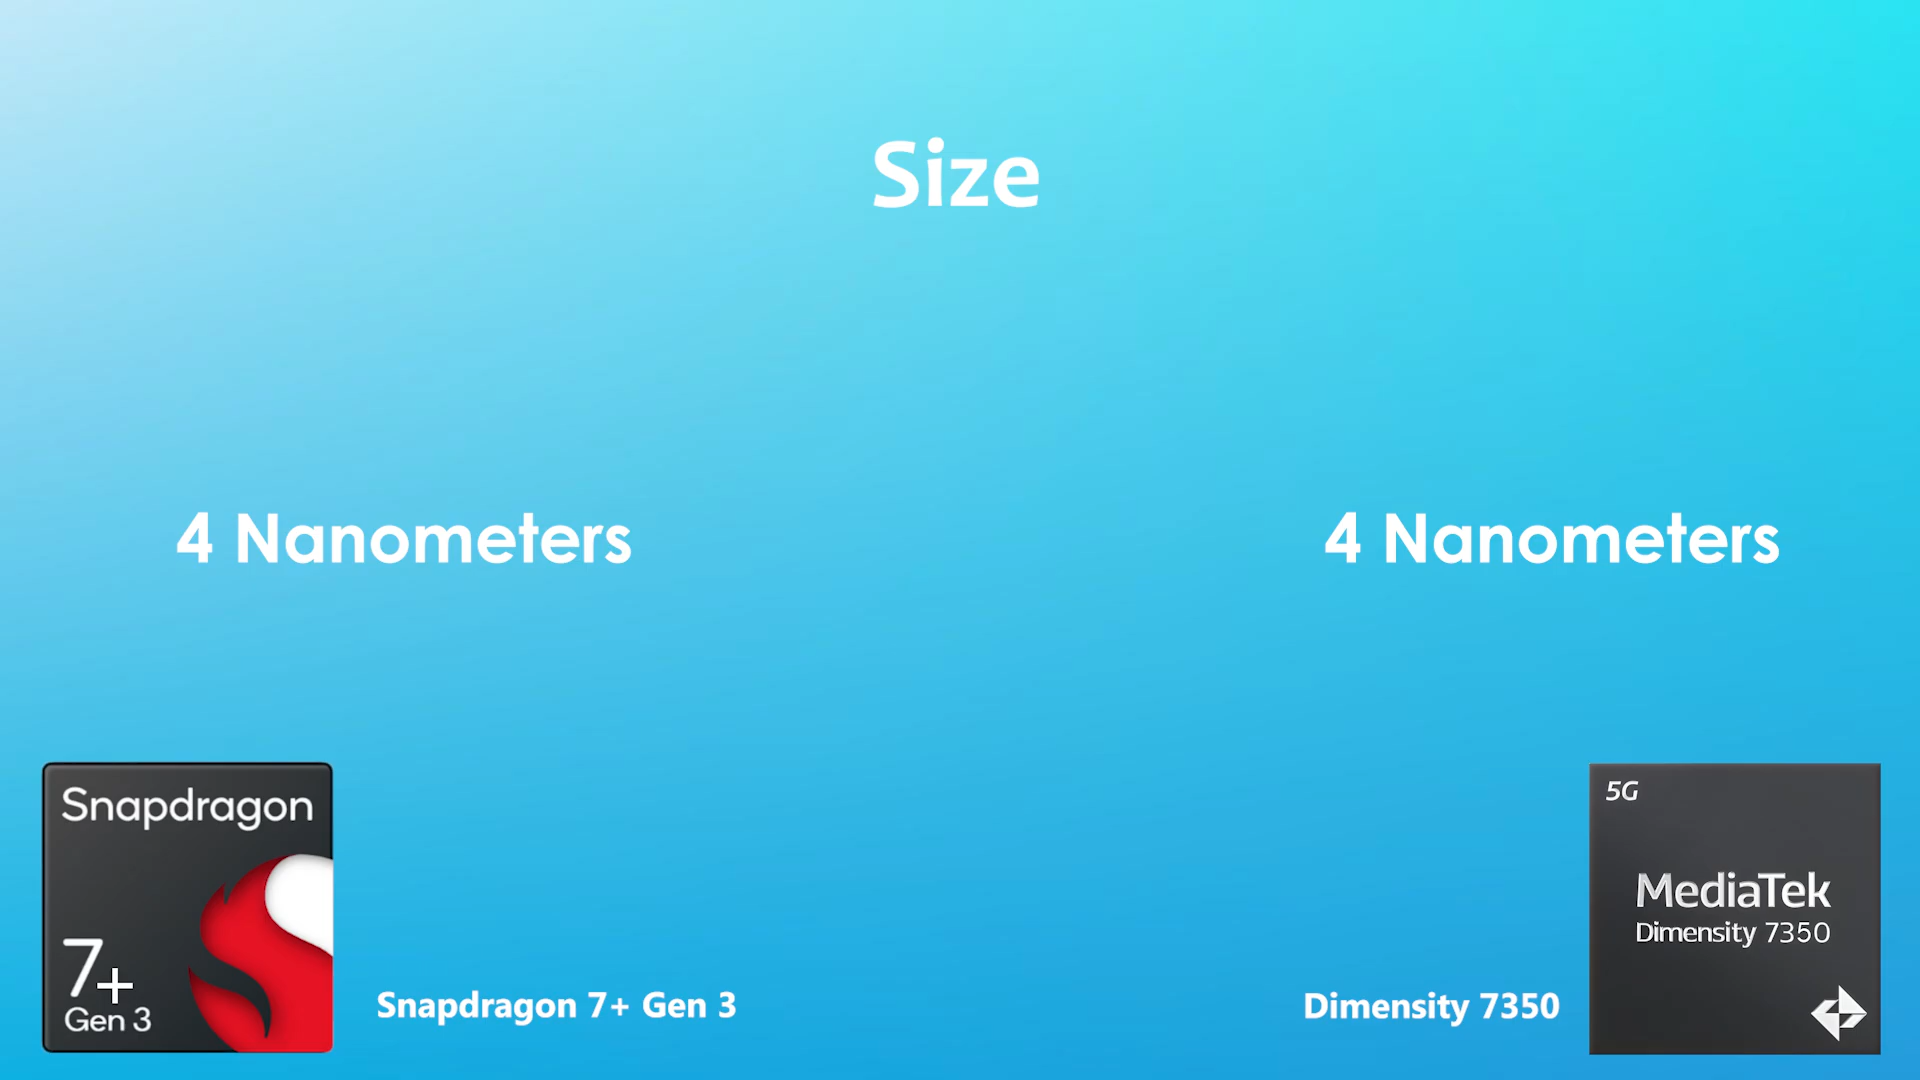 Size
4 Nanometers
4 Nanometers
Snapdragon
7+
Gen 3
Snapdragon 7+ Gen 3
Dimensity 7350
5G
MediaTek
Dimensity 7350